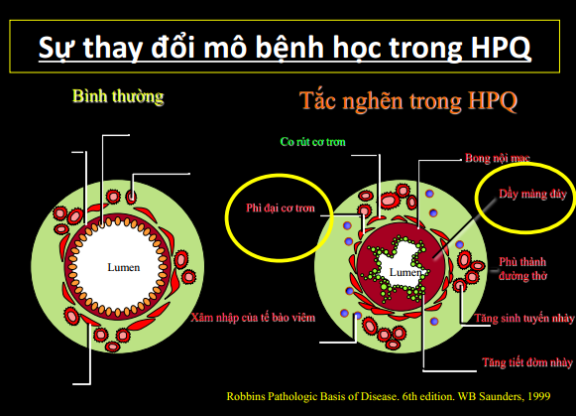 Sự thay đổi mô bệnh học trong HPQ
Bình thường
Tắc nghẽn trong HPQ
Co rút cơ trơn
Bong nội mạc
Phì đại cơ trơn
Dầy màng đáy
Lumen
Lumen
Phù thành
đường thở
Xâm nhập của tế bào viêm
Tăng sinh tuyến nhày
Tăng tiết đờm nhày
Robbins Pathologic Basis of Disease. 6th edition. WB Saunders, 1999